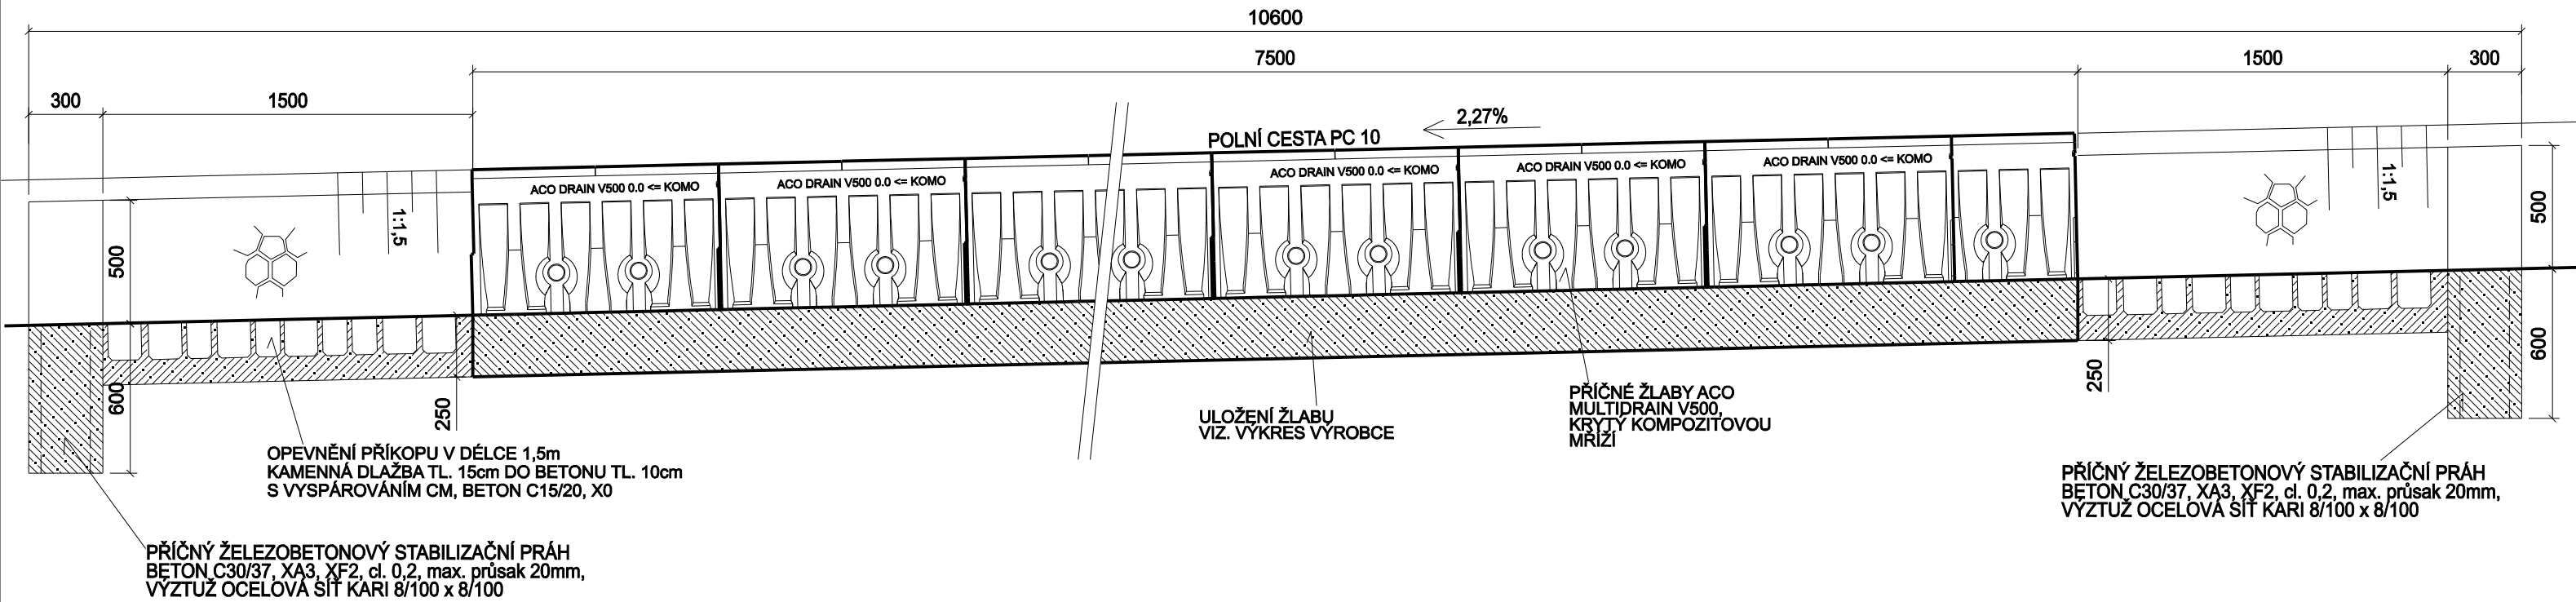 10600
7500
1500
300
300
1500
2,27%
POLNÍ CESTA PC 10
ACO DRAIN V500 0.0 <= KOMO
ACO DRAIN V500 0.0 <= KOMO
ACO DRAIN V500 0.0 <= KOMO
ACO DRAIN V500 0.0 <= KOMO
ACO DRAIN V500 0.0 <= KOMO
1:1,5
1:1,5
500
500
600
600
250
250
OPEVNĚNÍ PŘÍKOPU V DÉLCE 1,5m
KAMENNÁ DLAŽBA TL. 15cm DO BETONU TL. 10cm
S VYSPÁROVÁNÍM CM, BETON C15/20, X0
ULOŽENÍ ŽLABU
VIZ. VÝKRES VÝROBCE
PŘÍČNÉ ŽLABY ACO
MULTIDRAIN V500,
KRYTÝ KOMPOZITOVOU
MŘÍŽÍ
PŘÍČNÝ ŽELEZOBETONOVÝ STABILIZAČNÍ PRÁH
BETON C30/37, XA3, XF2, cl. 0,2, max. průsak 20mm,
VÝZTUŽ OCELOVÁ SÍŤ KARI 8/100 x 8/100
PŘÍČNÝ ŽELEZOBETONOVÝ STABILIZAČNÍ PRÁH
BETON C30/37, XA3, XF2, cl. 0,2, max. průsak 20mm,
VÝZTUŽ OCELOVÁ SÍŤ KARI 8/100 x 8/100